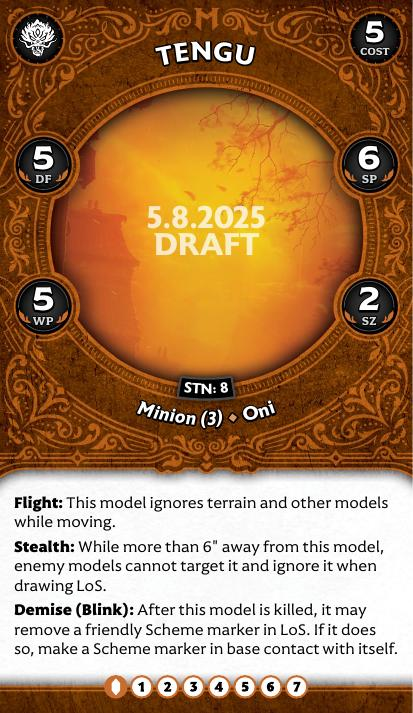 TENGU
5
COST
5
DF
6
SP
5.8.2025
DRAFT
5
WP
2
SZ
STN: 8
Minion (3) ⬥ Oni
Flight: This model ignores terrain and other models
while moving.
Stealth: While more than 6" away from this model,
enemy models cannot target it and ignore it when
drawing LoS.
Demise (Blink): After this model is killed, it may
remove a friendly Scheme marker in LoS. If it does
so, make a Scheme marker in base contact with itself.
1 2 3 4 5 6 7